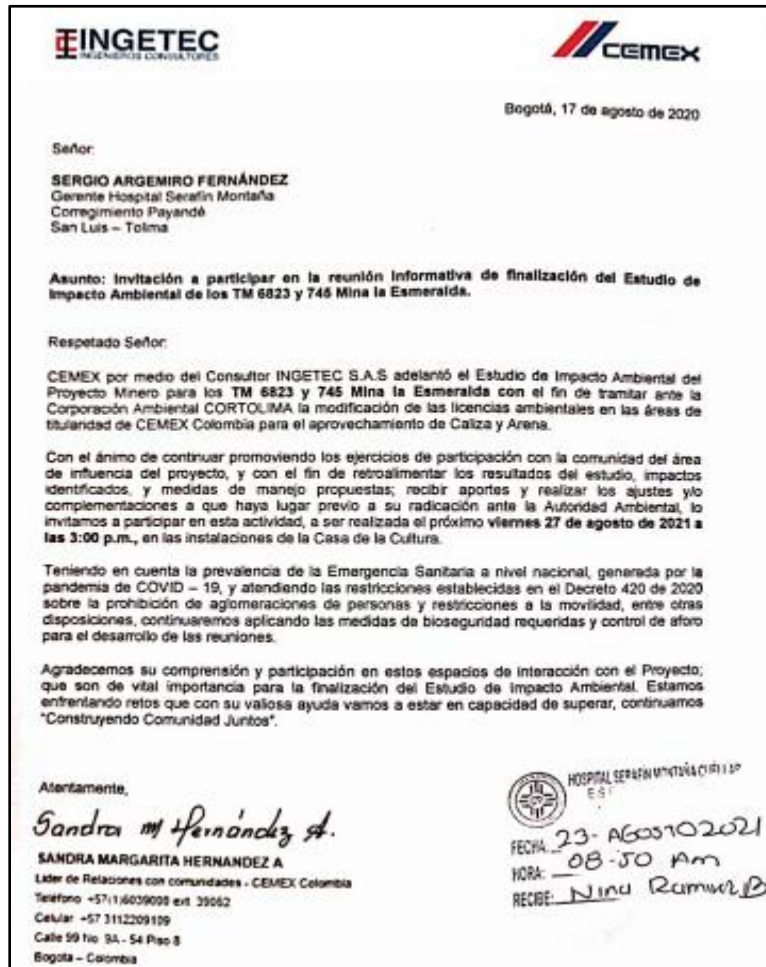 INGETEC
INGENIEROS CONSULTORES
CEMEX
Bogotá, 17 de agosto de 2020
Señor:
SERGIO ARGEMIRO FERNÁNDEZ
Gerente Hospital Serafín Montaña
Corregimiento Payandé
San Luis – Tolima
Asunto: Invitación a participar en la reunión Informativa de finalización del Estudio de
Impacto Ambiental de los TM 6823 y 745 Mina la Esmeralda.
Respetado Señor:
CEMEX por medio del Consultor INGETEC S.A.S adelantó el Estudio de Impacto Ambiental del
Proyecto Minero para los TM 6823 y 745 Mina la Esmeralda con el fin de tramitar ante la
Corporación Ambiental CORTOLIMA la modificación de las licencias ambientales en las áreas de
titularidad de CEMEX Colombia para el aprovechamiento de Caliza y Arena.
Con el ánimo de continuar promoviendo los ejercicios de participación con la comunidad del área
de influencia del proyecto, y con el fin de retroalimentar los resultados del estudio, impactos
identificados, y medidas de manejo propuestas; recibir aportes y realizar los ajustes y/o
complementaciones a que haya lugar previo a su radicación ante la Autoridad Ambiental, lo
invitamos a participar en esta actividad, a ser realizada el próximo viernes 27 de agosto de 2021 a
las 3:00 p.m., en las instalaciones de la Casa de la Cultura.
Teniendo en cuenta la prevalencia de la Emergencia Sanitaria a nivel nacional, generada por la
pandemia de COVID – 19, y atendiendo las restricciones establecidas en el Decreto 420 de 2020
sobre la prohibición de aglomeraciones de personas y restricciones a la movilidad, entre otras
disposiciones, continuaremos aplicando las medidas de bioseguridad requeridas y control de aforo
para el desarrollo de las reuniones.
Agradecemos su comprensión y participación en estos espacios de interacción con el Proyecto;
que son de vital importancia para la finalización del Estudio de Impacto Ambiental. Estamos
enfrentando retos que con su valiosa ayuda vamos a estar en capacidad de superar, continuamos
"Construyendo Comunidad Juntos".
Atentamente,
Sandra M Hernández A.
SANDRA MARGARITA HERNANDEZ A
Líder de Relaciones con comunidades - CEMEX Colombia
Teléfono +57(1)6039000 ext 39062
Celular +57 3112209109
Calle 99 No 9A - 54 Piso 8
Bogota – Colombia
HOSPITAL SERAFIN MONTAÑA
FECHA: 23-AGOSTO 2021
HORA: 08-50 Am
RECIBE: Ramirez